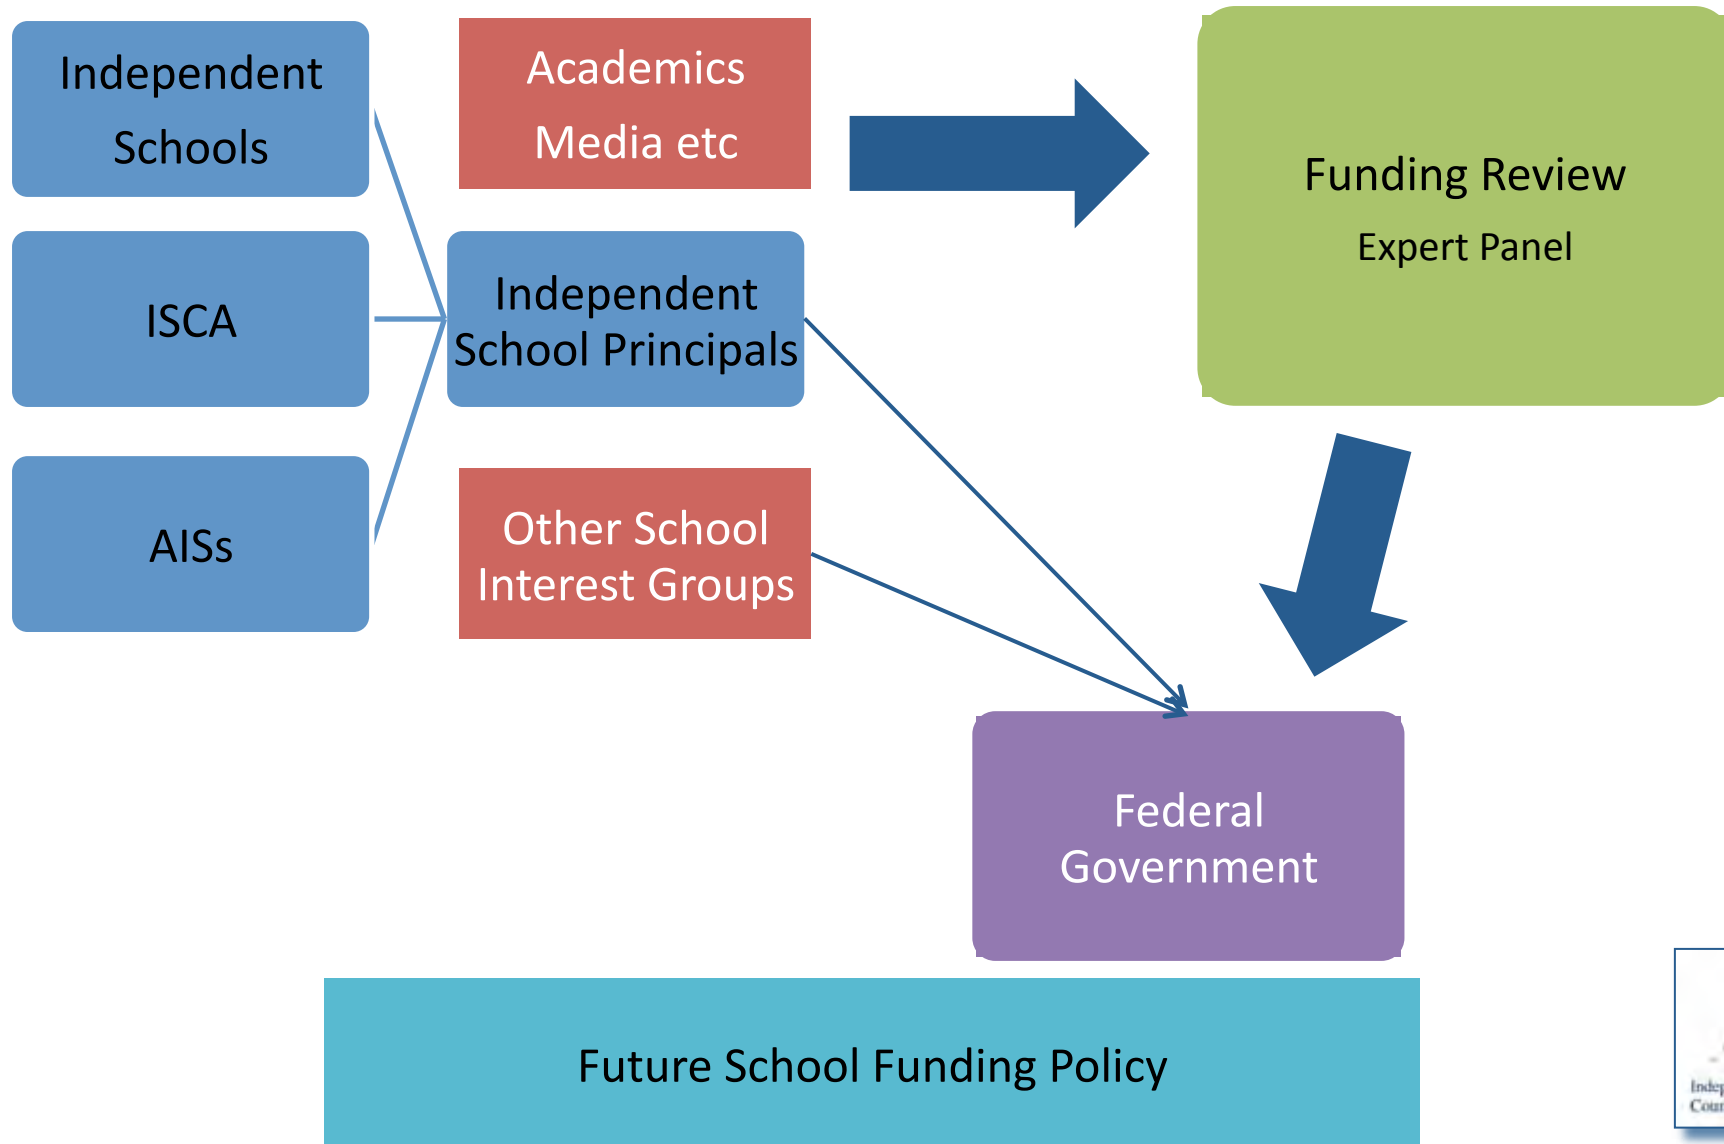 Independent
Schools
Academics
Media etc
Funding Review
Expert Panel
ISCA
Independent
School Principals
AISs
Other School
Interest Groups
Federal
Government
Future School Funding Policy